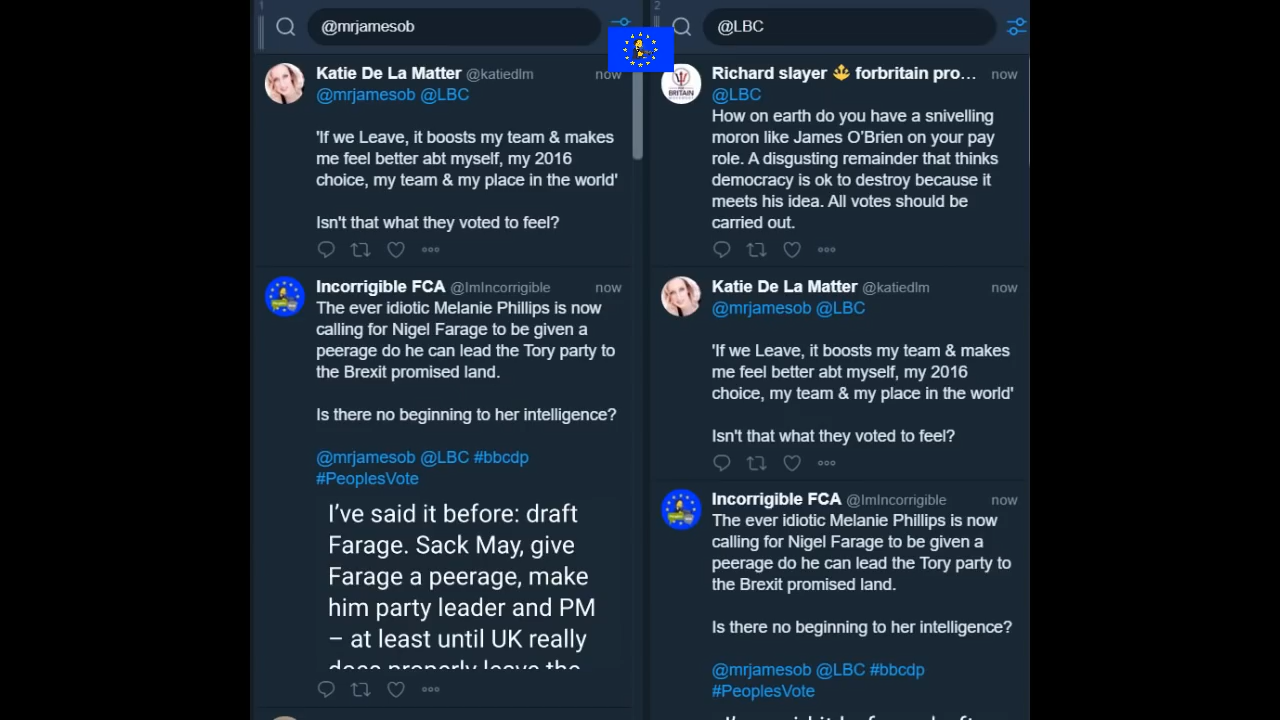 1
@mrjamesob
Katie De La Matter @katiedlm now
@mrjamesob @LBC
'If we Leave, it boosts my team & makes
me feel better abt myself, my 2016
choice, my team & my place in the world'
Isn't that what they voted to feel?
Incorrigible FCA @ImIncorrigible now
The ever idiotic Melanie Phillips is now
calling for Nigel Farage to be given a
peerage do he can lead the Tory party to
the Brexit promised land.
Is there no beginning to her intelligence?
@mrjamesob @LBC #bbcdp
#PeoplesVote
I've said it before: draft
Farage. Sack May, give
Farage a peerage, make
him party leader and PM
– at least until UK really
does properly leave the
2
@LBC
Richard slayer forbritain pro... now
BRITAIN
@LBC
How on earth do you have a snivelling
moron like James O'Brien on your pay
role. A disgusting remainder that thinks
democracy is ok to destroy because it
meets his idea. All votes should be
carried out.
Katie De La Matter @katiedlm now
@mrjamesob @LBC
'If we Leave, it boosts my team & makes
me feel better abt myself, my 2016
choice, my team & my place in the world'
Isn't that what they voted to feel?
Incorrigible FCA @ImIncorrigible now
The ever idiotic Melanie Phillips is now
calling for Nigel Farage to be given a
peerage do he can lead the Tory party to
the Brexit promised land.
Is there no beginning to her intelligence?
@mrjamesob @LBC #bbcdp
#PeoplesVote